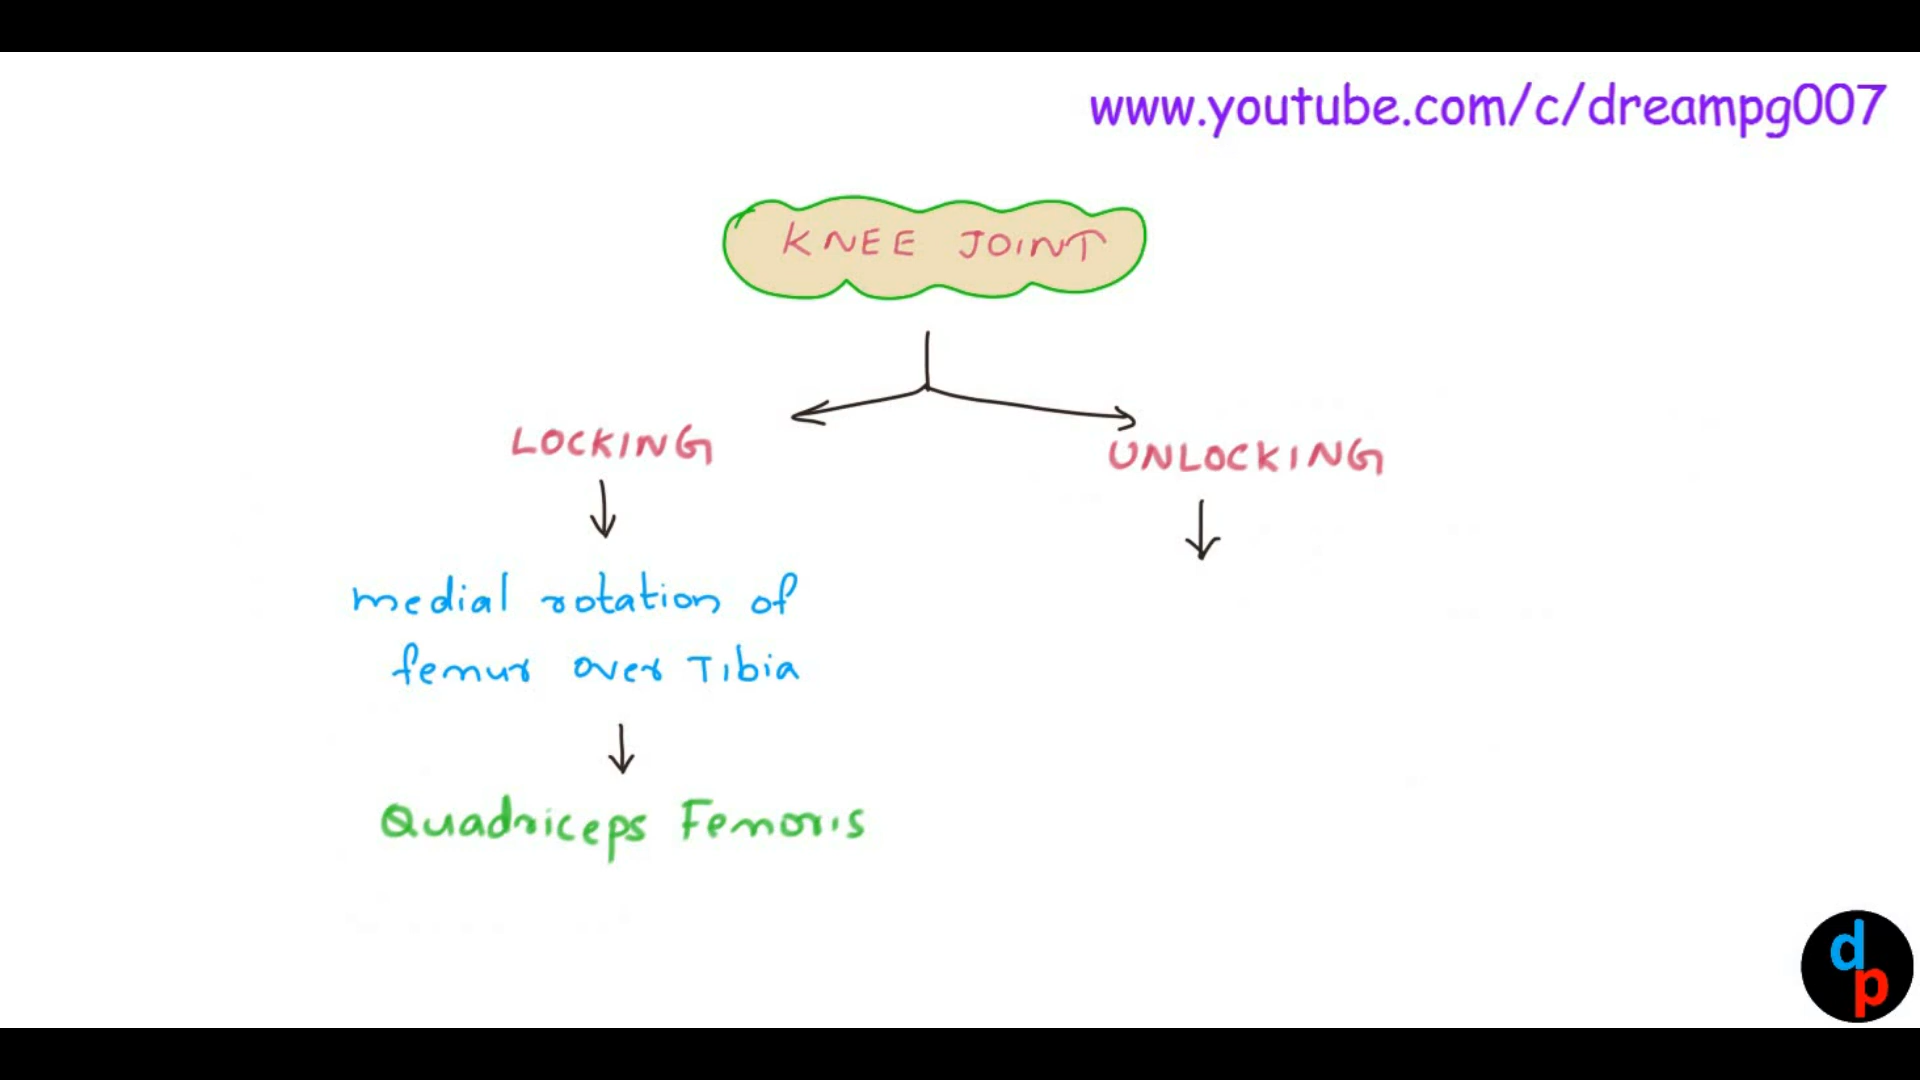 www.youtube.com/c/dreampg007
KNEE JOINT
LOCKING
UNLOCKING
medial rotation of
femur over Tibia
Quadriceps Femoris
dp